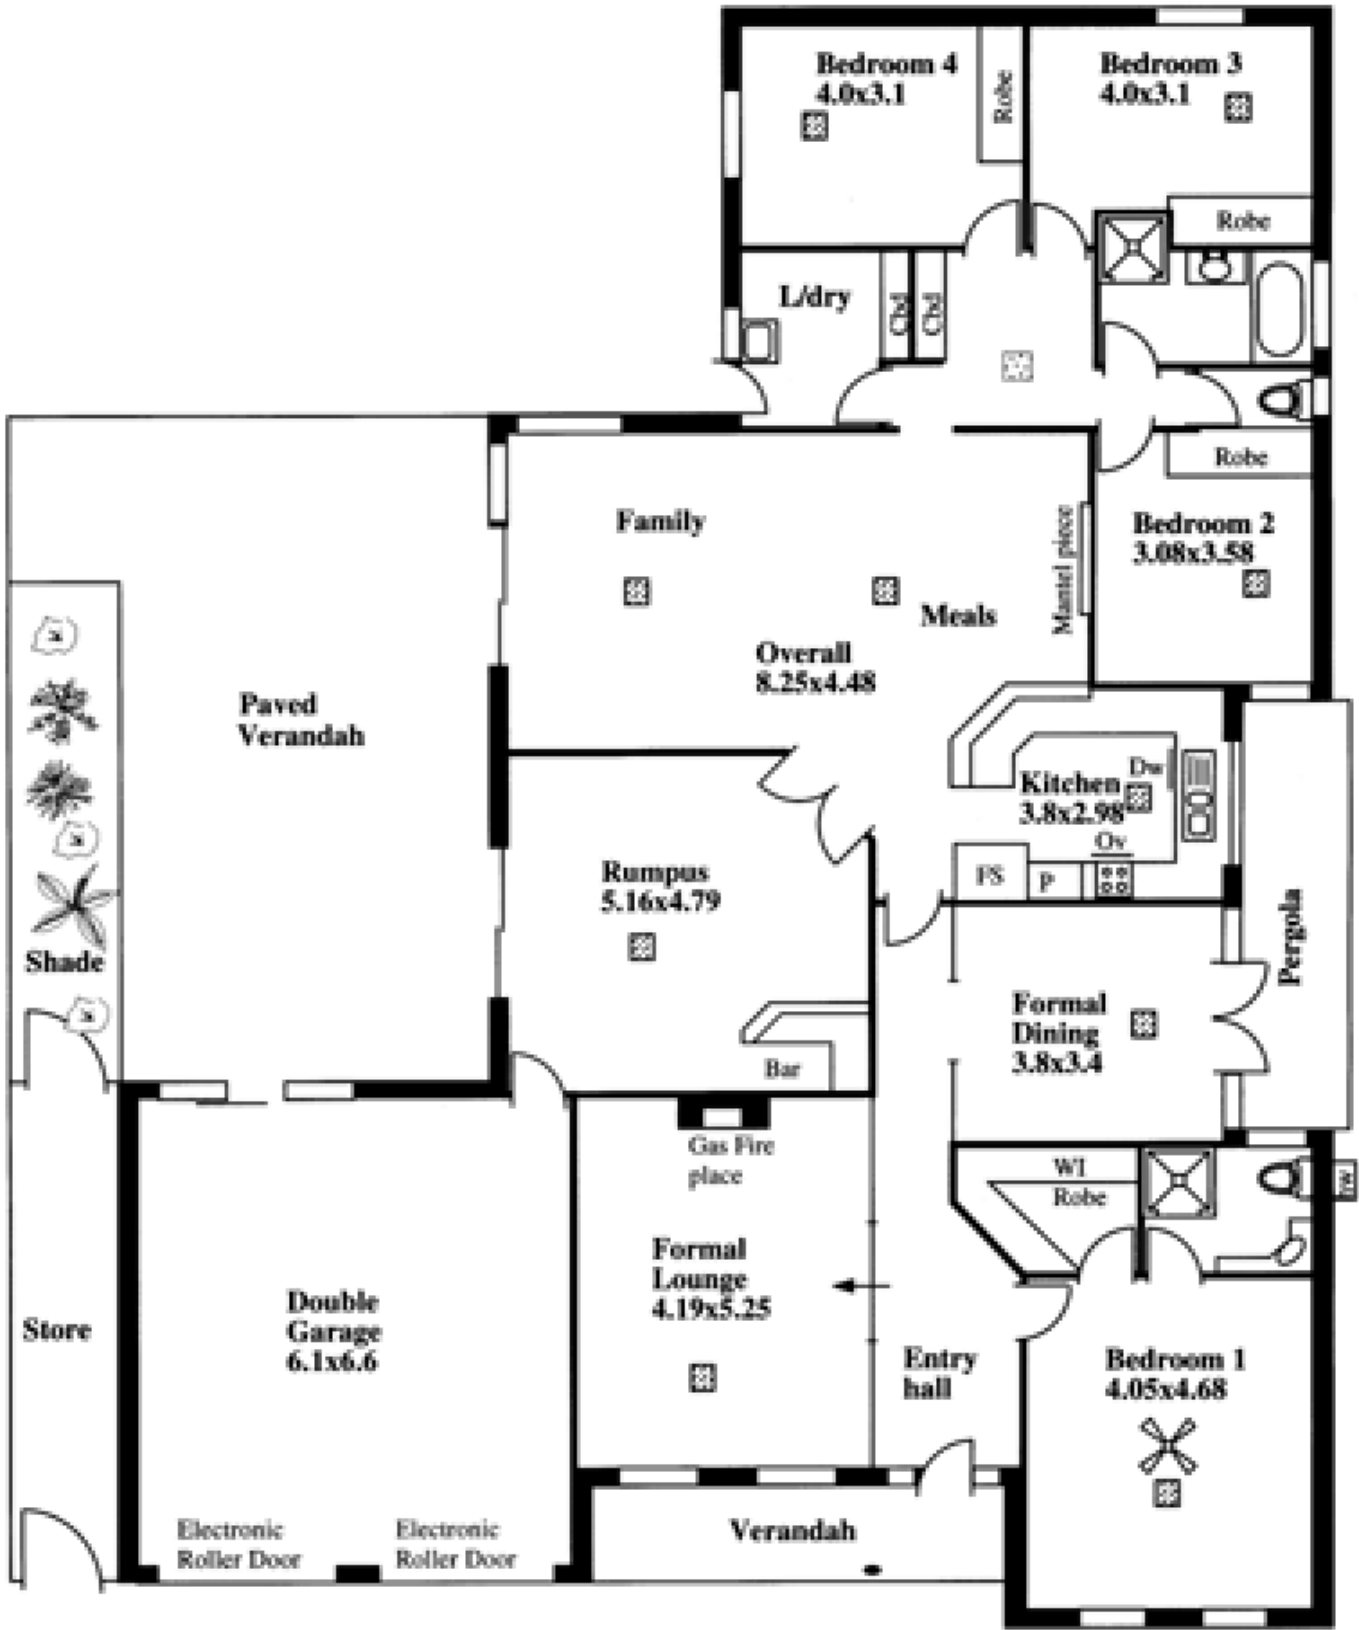 Bedroom 4
4.0x3.1
Robe
Bedroom 3
4.0x3.1
Robe
L/dry
Cbd
Cbd
Robe
Bedroom 2
3.08x3.58
Family
Mantel piece
Meals
Overall
8.25x4.48
Paved
Verandah
Kitchen
3.8x2.98
Dw
Ov
FS
P
Rumpus
5.16x4.79
Pergola
Shade
Formal
Dining
3.8x3.4
Bar
Gas Fire
place
WI
Robe
HW
Formal
Lounge
4.19x5.25
Double
Garage
6.1x6.6
Store
Entry
hall
Bedroom 1
4.05x4.68
Electronic
Roller Door
Electronic
Roller Door
Verandah